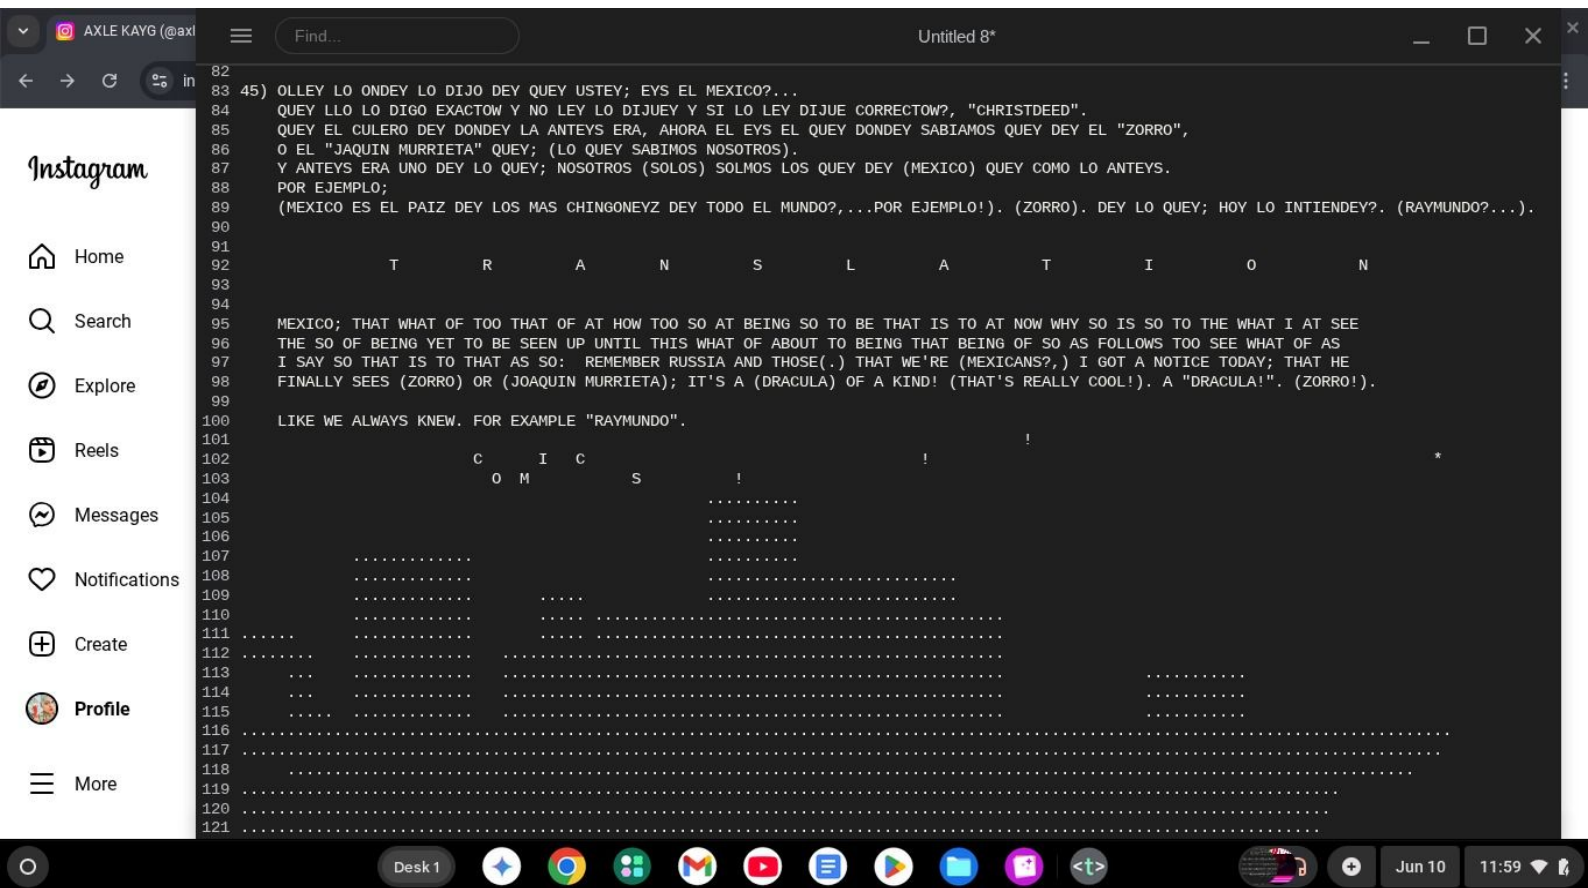 AXLE KAYG (@axl
Find...
Untitled 8*
in
Instagram
Home
Search
Explore
Reels
Messages
Notifications
Create
Profile
More
82
83 45) OLLEY LO ONDEY LO DIJO DEY QUEY USTEY; EYS EL MEXICO?...
84 QUEY LLO LO DIGO EXACTOW Y NO LEY LO DIJUEY Y SI LO LEY DIJUE CORRECTOW?, "CHRISTDEED".
85 QUEY EL CULERO DEY DONDEY LA ANTEYS ERA, AHORA EL EYS EL QUEY DONDEY SABIAMOS QUEY DEY EL "ZORRO",
86 O EL "JAQUIN MURRIETA" QUEY; (LO QUEY SABIMOS NOSOTROS).
87 Y ANTEYS ERA UNO DEY LO QUEY; NOSOTROS (SOLOS) SOLMOS LOS QUEY DEY (MEXICO) QUEY COMO LO ANTEYS.
88 POR EJEMPLO;
89 (MEXICO ES EL PAIZ DEY LOS MAS CHINGONEYZ DEY TODO EL MUNDO?,...POR EJEMPLO!). (ZORRO). DEY LO QUEY; HOY LO INTIENDEY?. (RAYMUNDO?...).
90
91
92 T R A N S L A T I O N
93
94
95 MEXICO; THAT WHAT OF TOO THAT OF AT HOW TOO SO AT BEING SO TO BE THAT IS TO AT NOW WHY SO IS SO TO THE WHAT I AT SEE
96 THE SO OF BEING YET TO BE SEEN UP UNTIL THIS WHAT OF ABOUT TO BEING THAT BEING OF SO AS FOLLOWS TOO SEE WHAT OF AS
97 I SAY SO THAT IS TO THAT AS SO: REMEMBER RUSSIA AND THOSE(.) THAT WE'RE (MEXICANS?,) I GOT A NOTICE TODAY; THAT HE
98 FINALLY SEES (ZORRO) OR (JOAQUIN MURRIETA); IT'S A (DRACULA) OF A KIND! (THAT'S REALLY COOL!). A "DRACULA!". (ZORRO!).
99
100 LIKE WE ALWAYS KNEW. FOR EXAMPLE "RAYMUNDO".
101 !
102 C I C ! *
103 O M S !
104
105
106
107
108
109
110
111
112
113
114
115
116
117
118
119
120
121
Desk 1
<t>
Jun 10
11:59